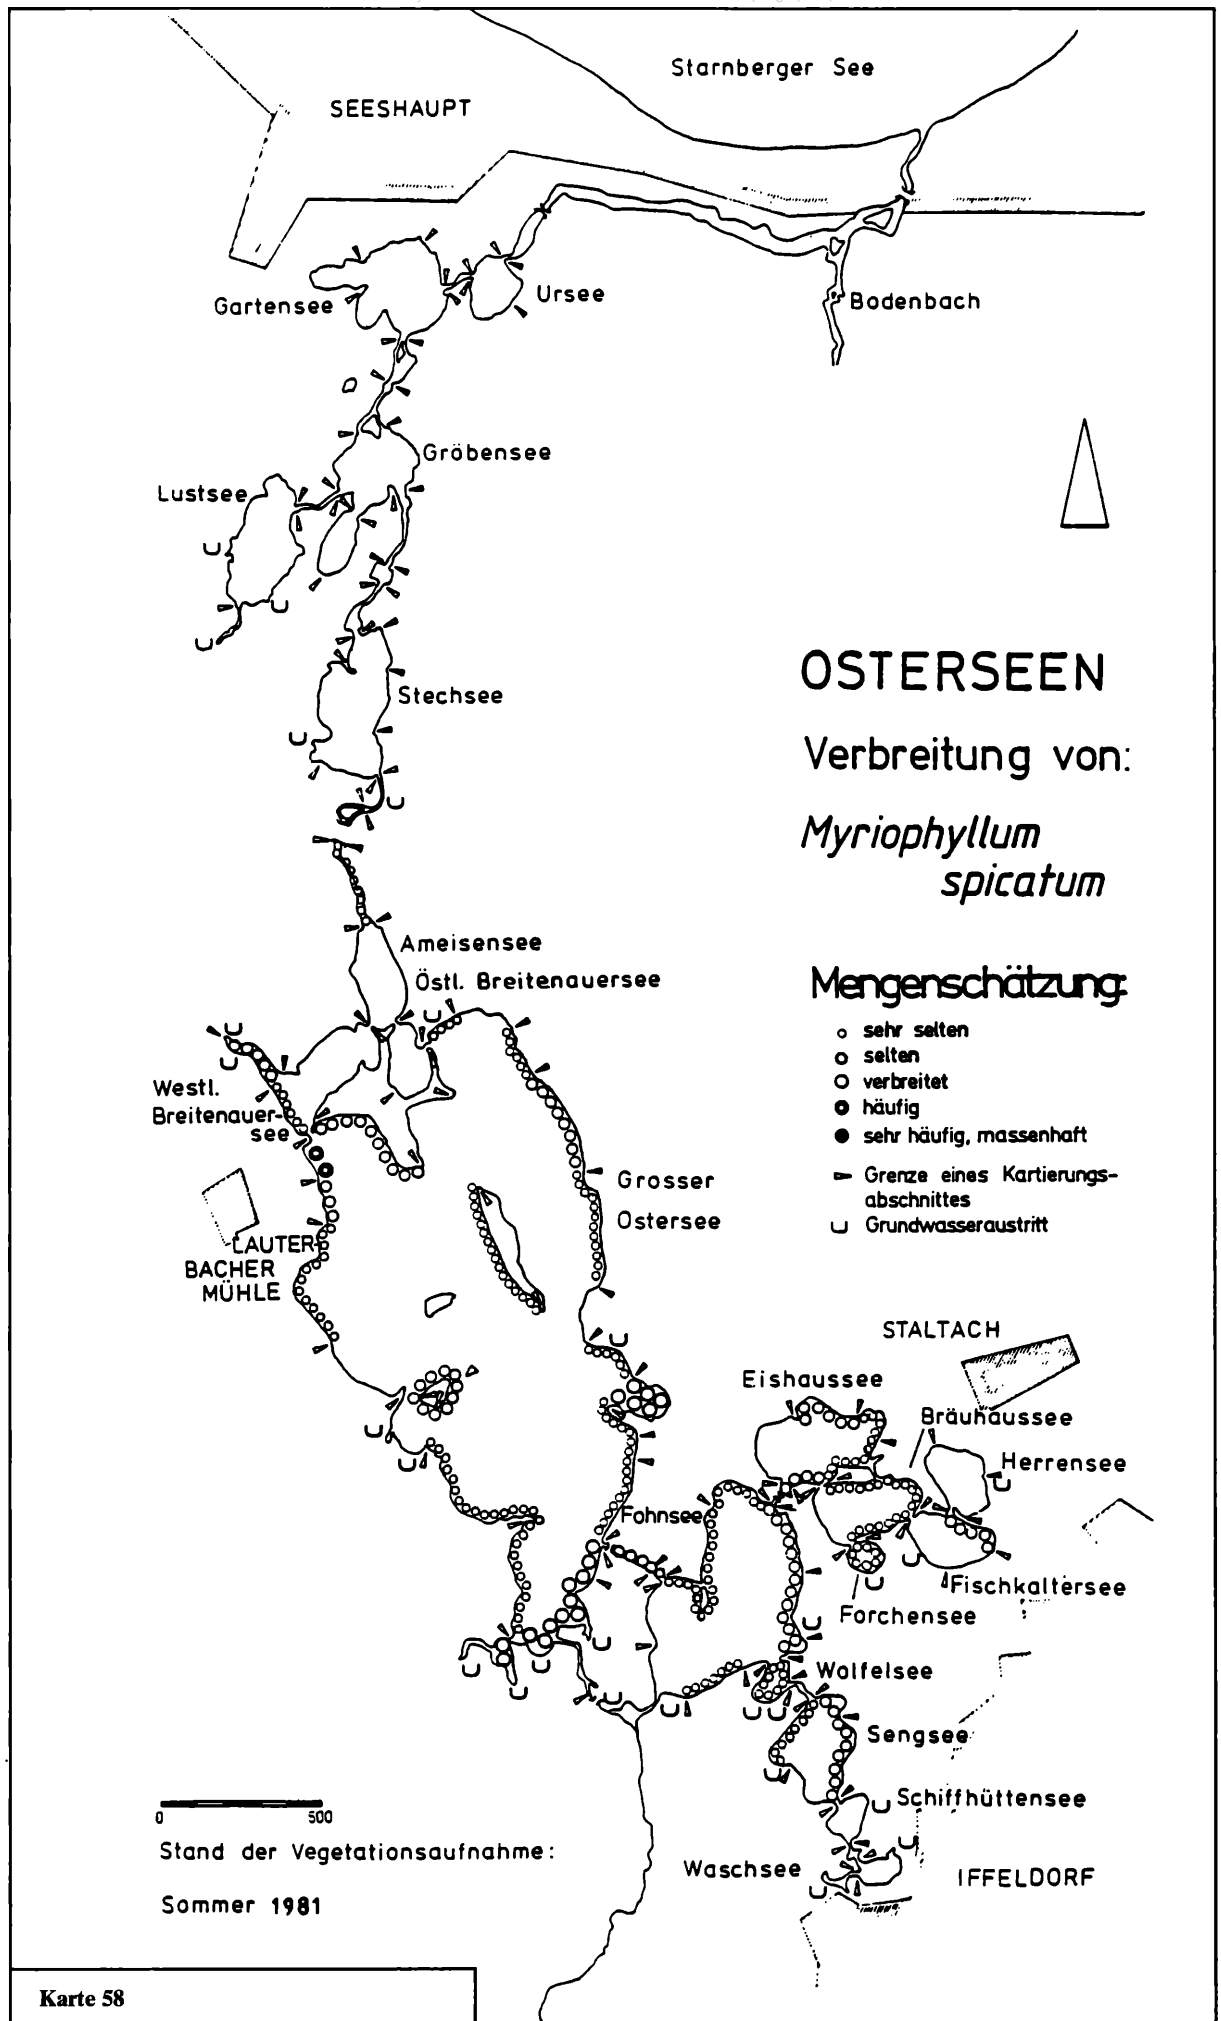 Starnberger See
SEESHAUPT
Gartensee
Ursee
Bodenbach
Gröbensee
Lustsee
Stechsee
OSTERSEEN
Verbreitung von:
Myriophyllum
spicatum
Ameisensee
Östl. Breitenauersee
Mengenschätzung:
sehr selten
selten
verbreitet
häufig
sehr häufig, massenhaft
Grenze eines Kartierungs-
abschnittes
Grundwasseraustritt
Westl.
Breitenauer-
see
Grosser
Ostersee
LAUTER-
BACHER
MÜHLE
STALTACH
Eishaussee
Bräuhaussee
Herrensee
Fohnsee
Fischkaltersee
Forchensee
Wolfelsee
Sengsee
Schiffhüttensee
Waschsee
IFFELDORF
0 500
Stand der Vegetationsaufnahme:
Sommer 1981
Karte 58